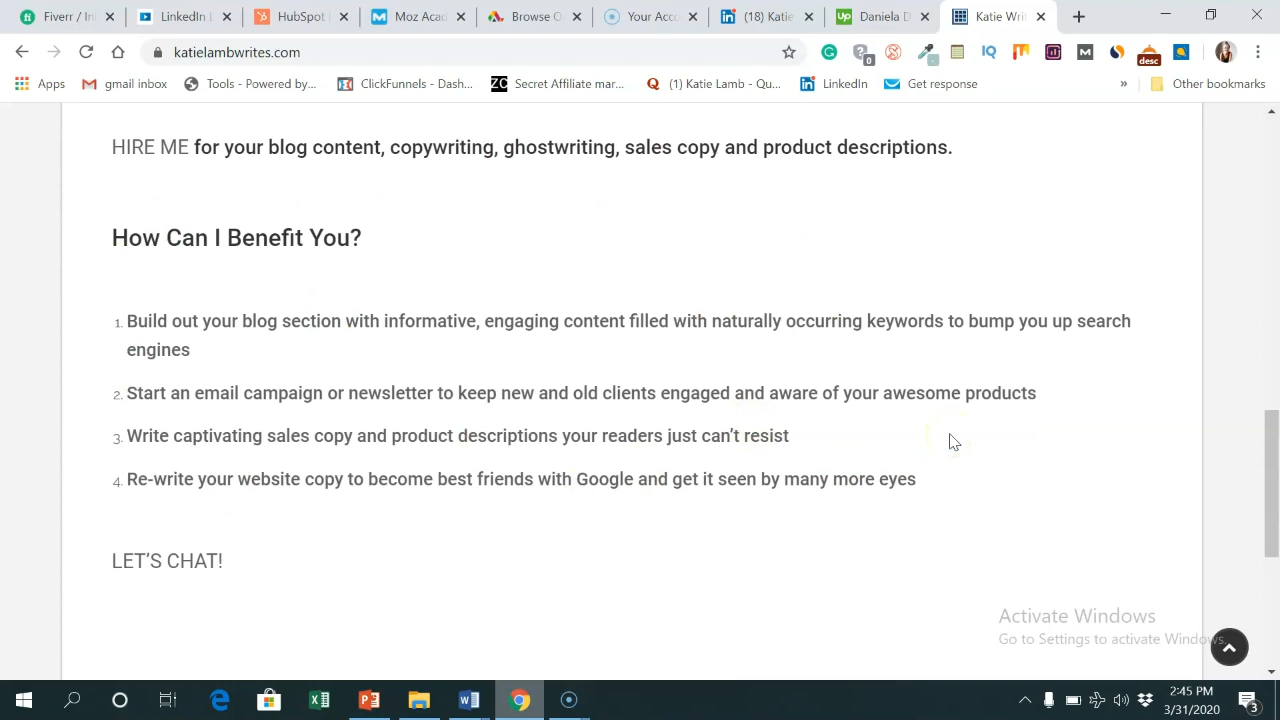 Fiverr / In
LinkedIn L
HubSpot
Moz Aca
Browse O
Your Acc
(18) Katie
Daniela D
Katie Wri
katielambwrites.com
Apps
gmail inbox
Tools - Powered by...
ClickFunnels - Dash...
Secret Affiliate mar...
(1) Katie Lamb - Qu...
LinkedIn
Get response
Other bookmarks
HIRE ME for your blog content, copywriting, ghostwriting, sales copy and product descriptions.
How Can I Benefit You?
1. Build out your blog section with informative, engaging content filled with naturally occurring keywords to bump you up search
engines
2. Start an email campaign or newsletter to keep new and old clients engaged and aware of your awesome products
3. Write captivating sales copy and product descriptions your readers just can’t resist
4. Re-write your website copy to become best friends with Google and get it seen by many more eyes
LET’S CHAT!
Activate Windows
Go to Settings to activate Windows.
2:45 PM
3/31/2020